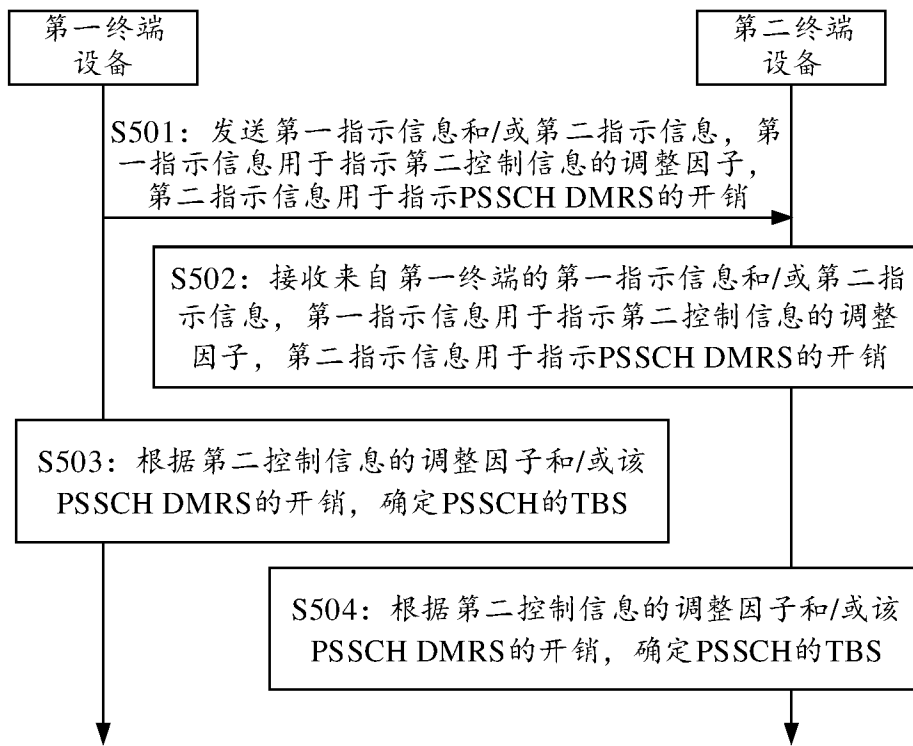 第一终端
设备
第二终端
设备
S501：发送第一指示信息和/或第二指示信息，第
一指示信息用于指示第二控制信息的调整因子，
第二指示信息用于指示PSSCH DMRS的开销
S502：接收来自第一终端的第一指示信息和/或第二指
示信息，第一指示信息用于指示第二控制信息的调整
因子，第二指示信息用于指示PSSCH DMRS的开销
S503：根据第二控制信息的调整因子和/或该
PSSCH DMRS的开销，确定PSSCH的TBS
S504：根据第二控制信息的调整因子和/或该
PSSCH DMRS的开销，确定PSSCH的TBS